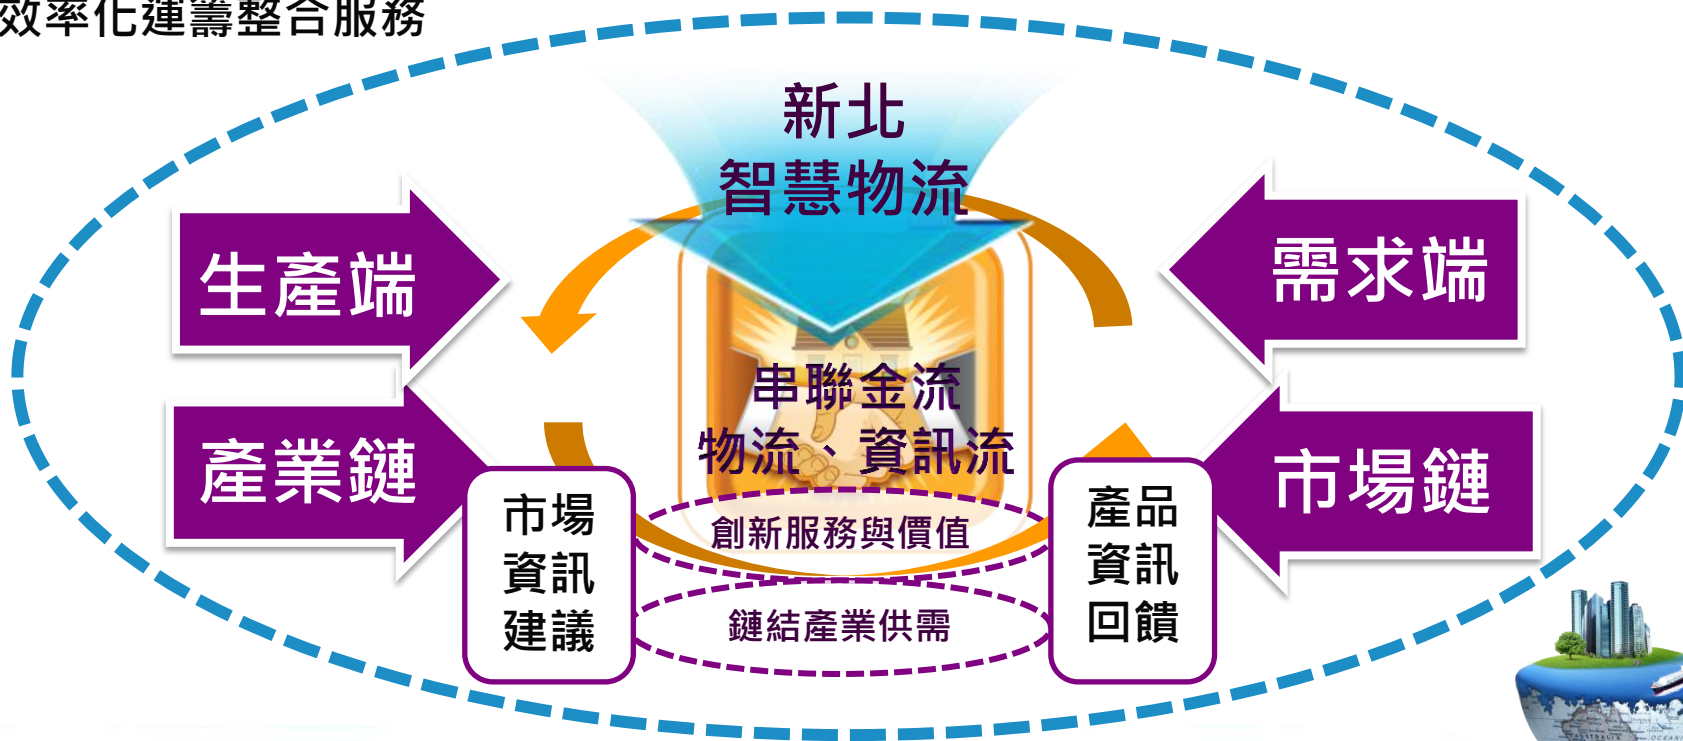 效率化運籌整合服務
新北
智慧物流
生產端
需求端
串聯金流
物流、資訊流
產業鏈
市場鏈
市場
資訊
建議
產品
資訊
回饋
創新服務與價值
鏈結產業供需
AUSTRALIA